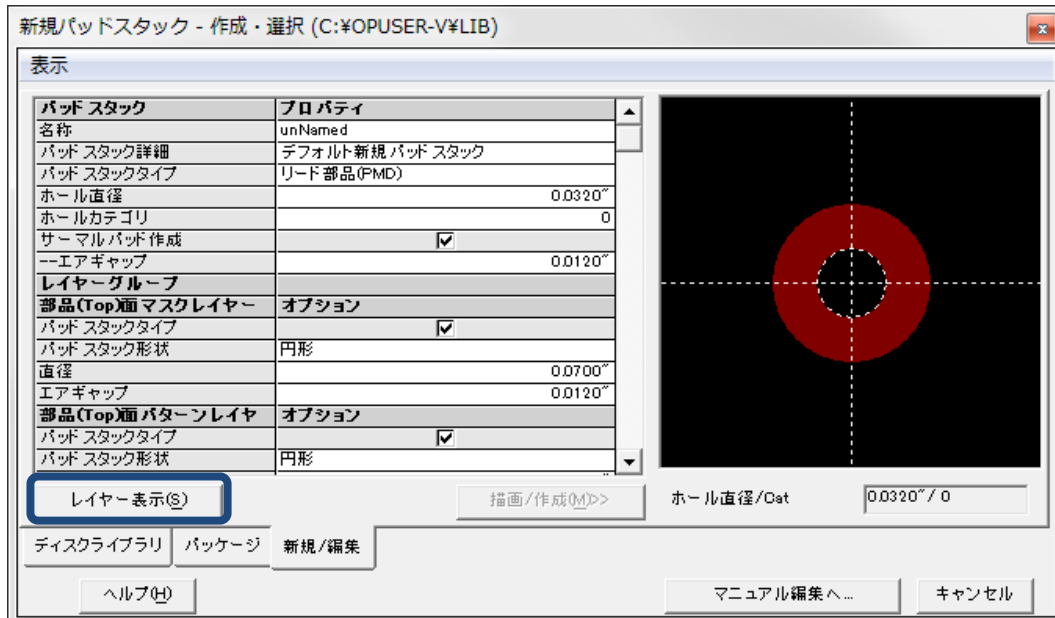 新規パッドスタック - 作成・選択 (C:¥OPUSER-V¥LIB)
表示
パッド スタック プロパティ
名称 unNamed
パッド スタック詳細 デフォルト新規 パッド スタック
パッド スタックタイプ リード部品(PMD)
ホール直径 0.0320"
ホールカテゴリ 0
サーマルパッド作成
--エアギャップ 0.0120"
レイヤーグループ
部品(Top)面 マスクレイヤー オプション
パッド スタックタイプ
パッド スタック形状 円形
直径 0.0700"
エアギャップ 0.0120"
部品(Top)面 パターンレイヤ オプション
パッド スタックタイプ
パッド スタック形状 円形
レイヤー表示(S) 描画/作成(M)>> ホール直径/Cat 0.0320"/ 0
ディスクライブラリ パッケージ 新規/編集
ヘルプ(H) マニュアル編集へ... キャンセル